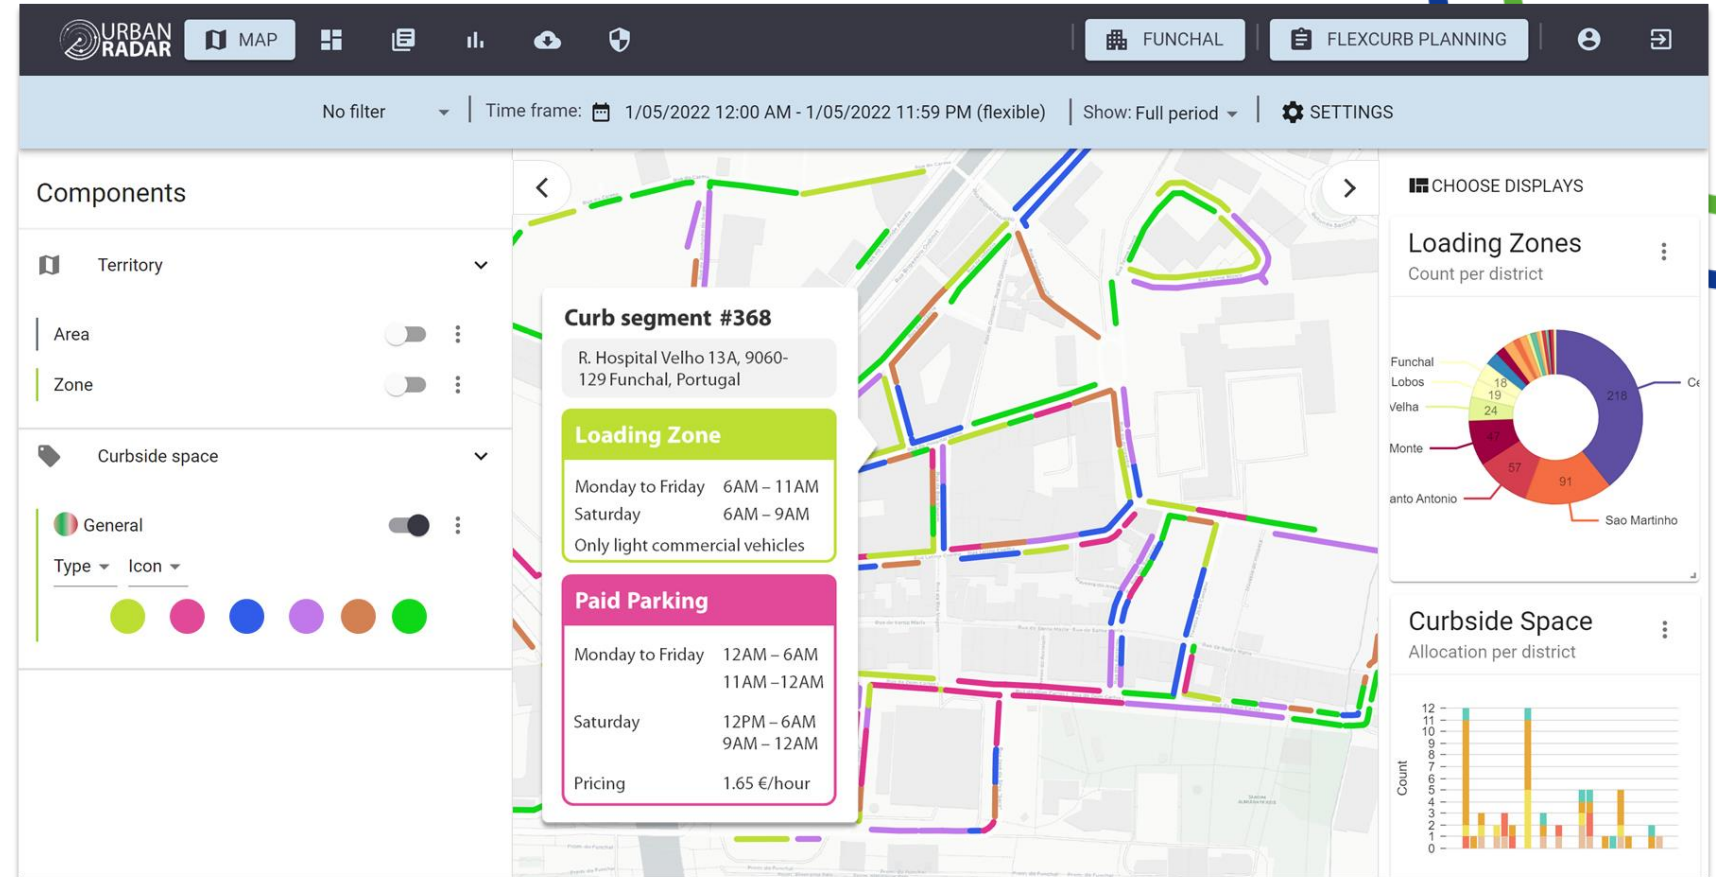 URBAN
RADAR
MAP
FUNCHAL
FLEXCURB PLANNING
No filter
Time frame: 1/05/2022 12:00 AM - 1/05/2022 11:59 PM (flexible)
Show: Full period
SETTINGS
Components
Territory
Area
Zone
Curbside space
General
Type
Icon
Curb segment #368
R. Hospital Velho 13A, 9060-
129 Funchal, Portugal
Loading Zone
Monday to Friday 6AM – 11AM
Saturday 6AM – 9AM
Only light commercial vehicles
Paid Parking
Monday to Friday 12AM – 6AM
11AM –12AM
Saturday 12PM – 6AM
9AM – 12AM
Pricing 1.65 €/hour
CHOOSE DISPLAYS
Loading Zones
Count per district
Funchal
Lobos
Velha
Monte
anto Antonio
Sao Martinho
Ce
18
19
24
47
57
91
218
Curbside Space
Allocation per district
Count
12
11
10
9
8
7
6
5
4
3
2
1
0